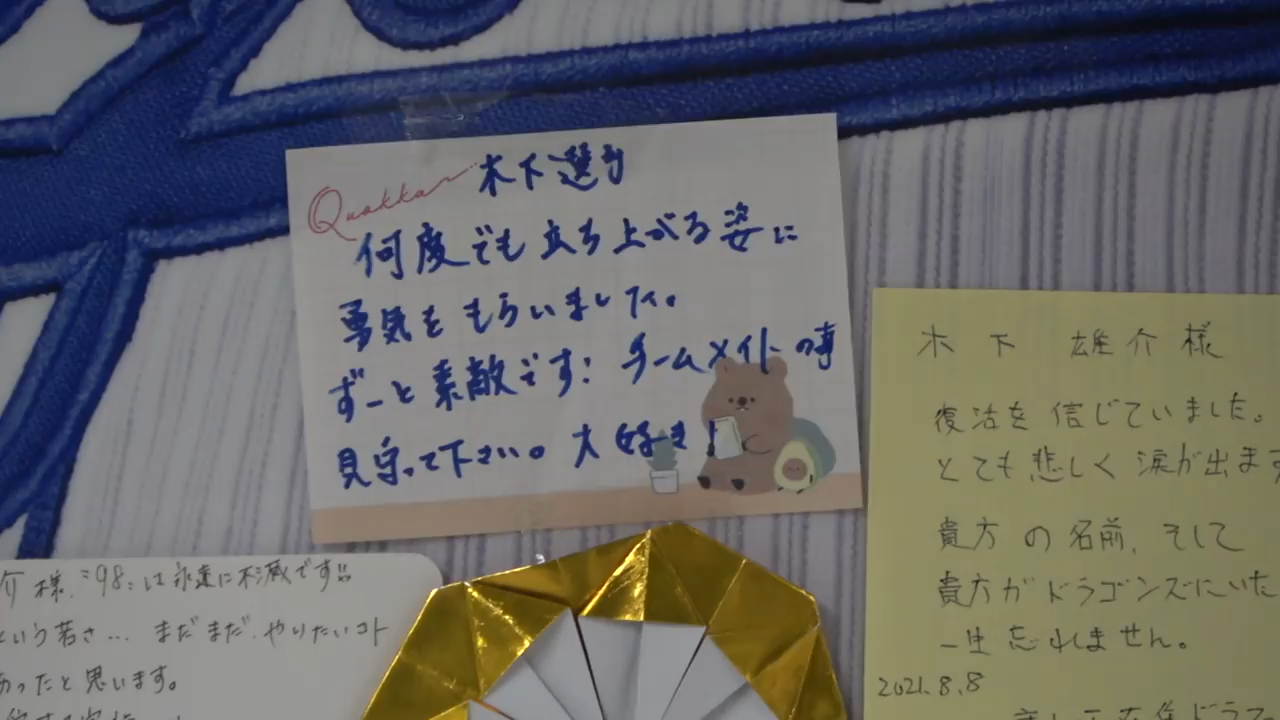 Quokka
木下選手
何度でも立ち上がる姿に
勇気をもらいました。
ずーと素敵です! チームメイトの事
見守って下さい。大好き!
木下 雄介様
復活を信じていました。
とても悲しく涙が出ます
貴方の名前、そして
貴方がドラゴンズにいた
一生忘れません。
2021.8.8
介様、"98"は永遠に不滅です!!
という若さ… まだまだ、やりたいコト
あったと思います。